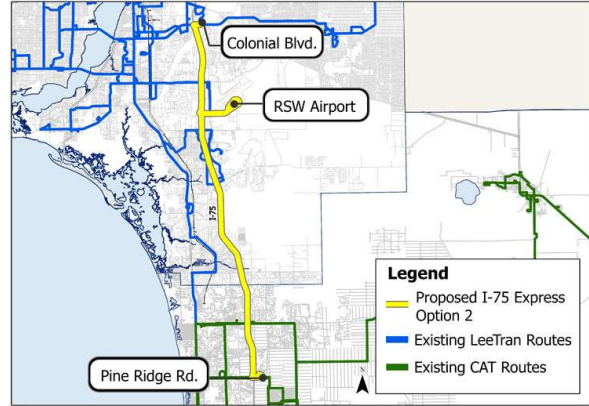 Colonial Blvd.
RSW Airport
I-75
Legend
Proposed I-75 Express
Option 2
Existing LeeTran Routes
Existing CAT Routes
Pine Ridge Rd.
N